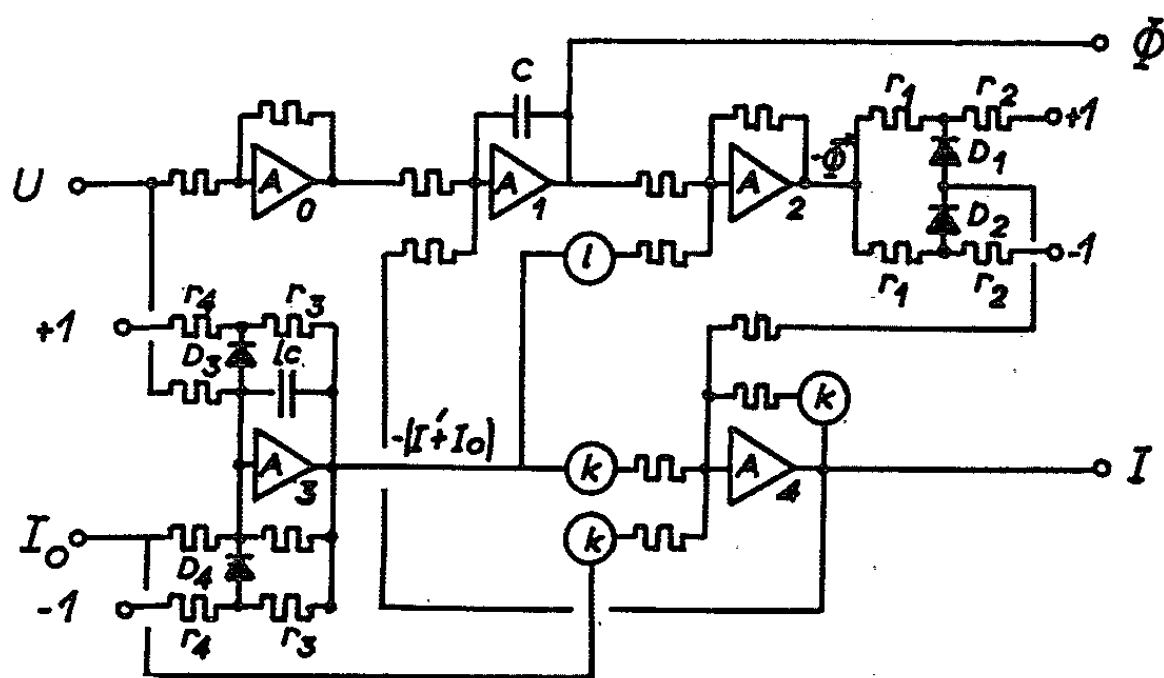 Φ
C
r1 r2
+1
U A 0 A 1 A 2 -Φ D1
D2
l -1
r1 r2
r4 r3
+1
D3 lc
k
-(I'+I0)
A 3 k A 4 I
I0 k
D4
-1
r4 r3